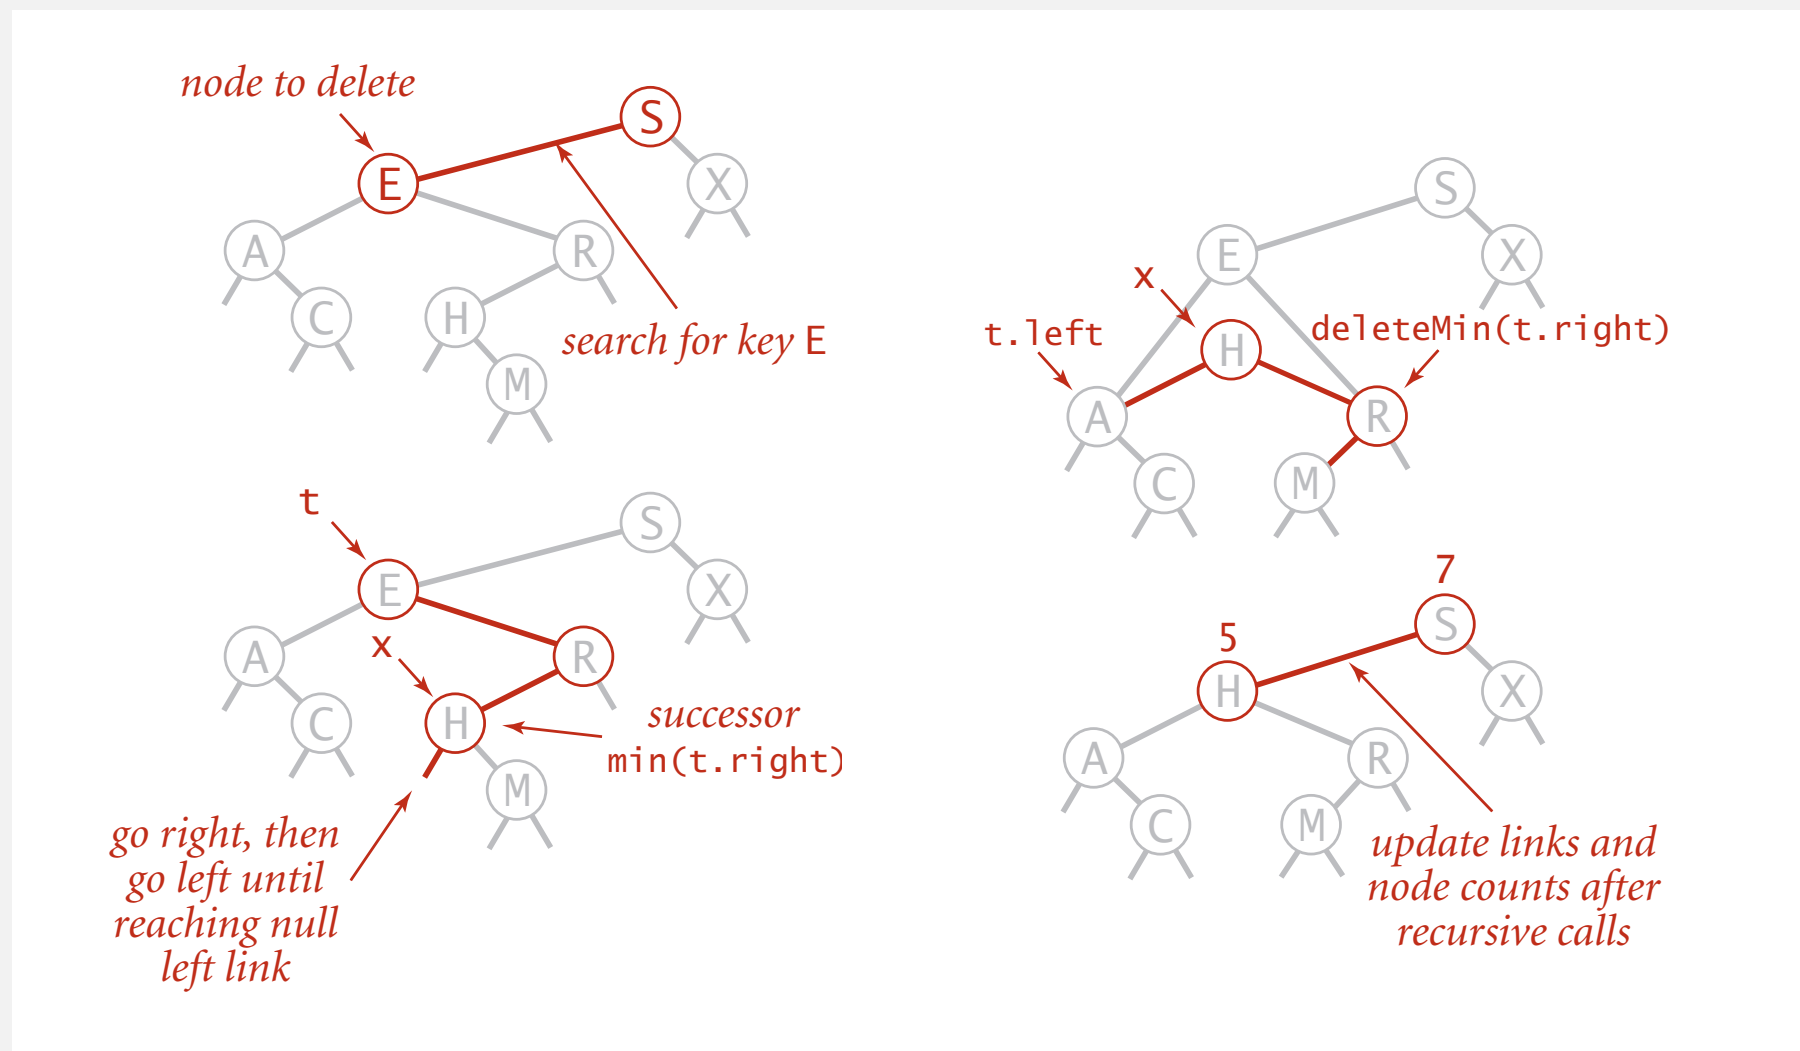 node to delete
S
E
X
A
R
C
H
search for key E
M
t
S
E
X
x
A
R
C
H
successor
min(t.right)
M
go right, then
go left until
reaching null
left link
S
E
X
x
t.left
H
deleteMin(t.right)
A
R
C
M
7
S
5
H
X
A
R
C
M
update links and
node counts after
recursive calls